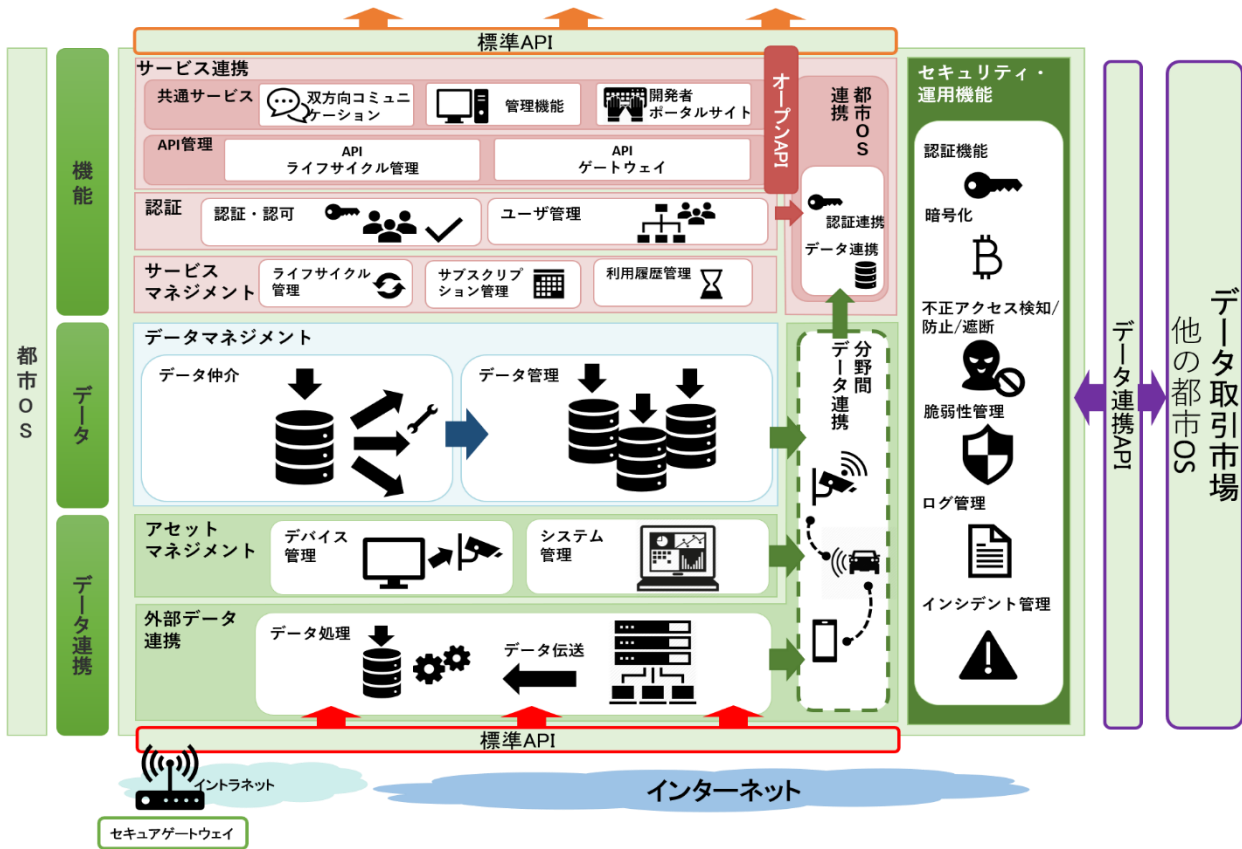 標準API
都市OS
機能
データ
データ連携
サービス連携
共通サービス
双方向コミュニ
ケーション
管理機能
開発者
ポータルサイト
API管理
API
ライフサイクル管理
API
ゲートウェイ
オープンAPI
都市OS
連携
認証連携
データ連携
認証
認証・認可
ユーザ管理
サービス
マネジメント
ライフサイクル
管理
サブスクリプ
ション管理
利用履歴管理
データマネジメント
データ仲介
データ管理
分野間
データ連携
アセット
マネジメント
デバイス
管理
システム
管理
外部データ
連携
データ処理
データ伝送
標準API
セキュリティ・
運用機能
認証機能
暗号化
不正アクセス検知/
防止/遮断
脆弱性管理
ログ管理
インシデント管理
データ連携API
データ取引市場
他の都市OS
イントラネット
インターネット
セキュアゲートウェイ